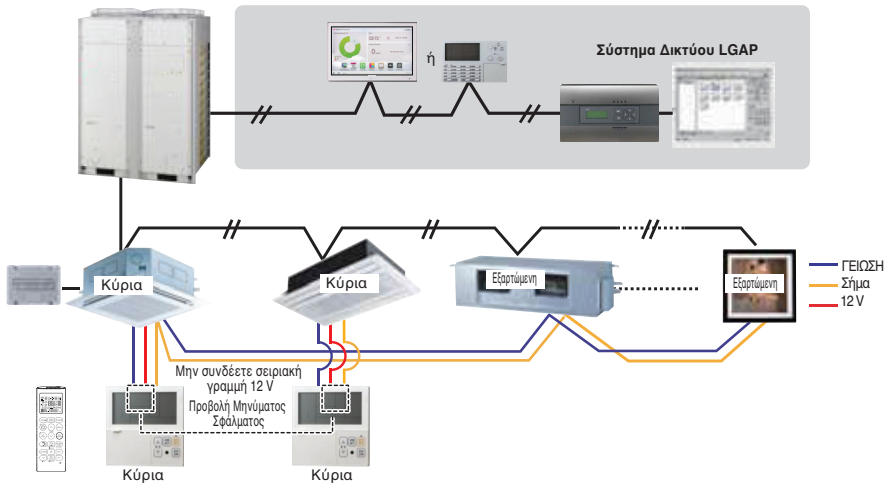 ή
Σύστημα Δικτύου LGAP
Κύρια
Κύρια
Εξαρτώμενη
Εξαρτώμενη
ΓΕΙΩΣΗ
Σήμα
12 V
Μην συνδέετε σειριακή
γραμμή 12 V
Προβολή Μηνύματος
Σφάλματος
Κύρια
Κύρια